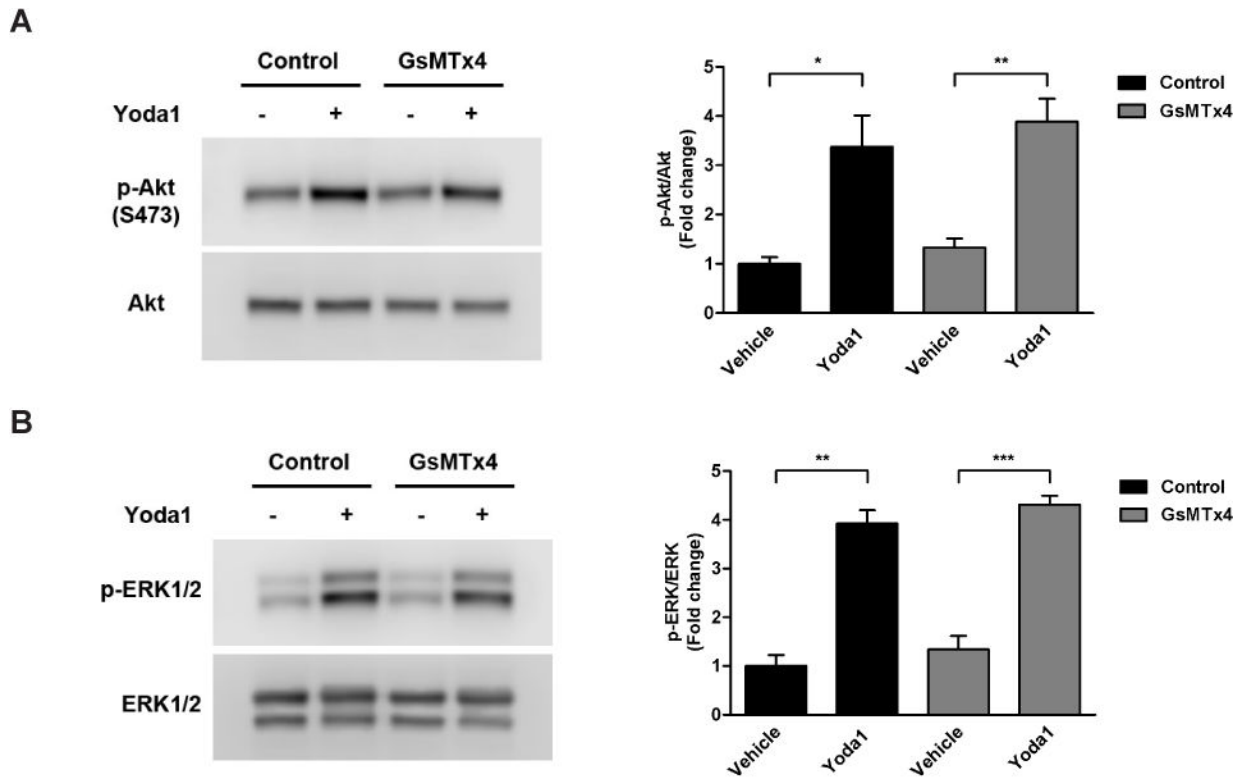 A
Control GsMTx4
Yoda1 - + - +
p-Akt
(S473)
Akt
p-Akt/Akt
(Fold change)
5
4
3
2
1
0
* **
Vehicle Yoda1 Vehicle Yoda1
Control
GsMTx4
B
Control GsMTx4
Yoda1 - + - +
p-ERK1/2
ERK1/2
p-ERK/ERK
(Fold change)
5
4
3
2
1
0
** ***
Vehicle Yoda1 Vehicle Yoda1
Control
GsMTx4